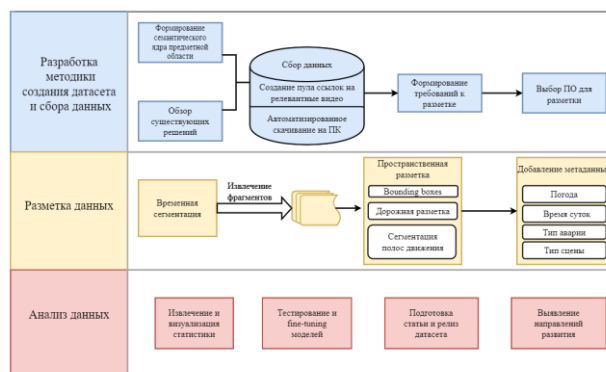 Разработка
методики
создания датасета
и сбора данных
Формирование
семантического
ядра предметной
области
Обзор
существующих
решений
Сбор данных
Создание пула ссылок на
релевантные видео
Автоматизированное
скачивание на ПК
Формирование
требований к
разметке
Выбор ПО для
разметки
Разметка данных
Временная
сегментация
Извлечение
фрагментов
Пространственная
разметка
Bounding boxes
Дорожная разметка
Сегментация
полос движения
Добавление метаданны
Погода
Время суток
Тип аварии
Тип сцены
Анализ данных
Извлечение и
визуализация
статистики
Тестирование и
fine-tuning
моделей
Подготовка
статьи и релиз
датасета
Выявление
направлений
развития